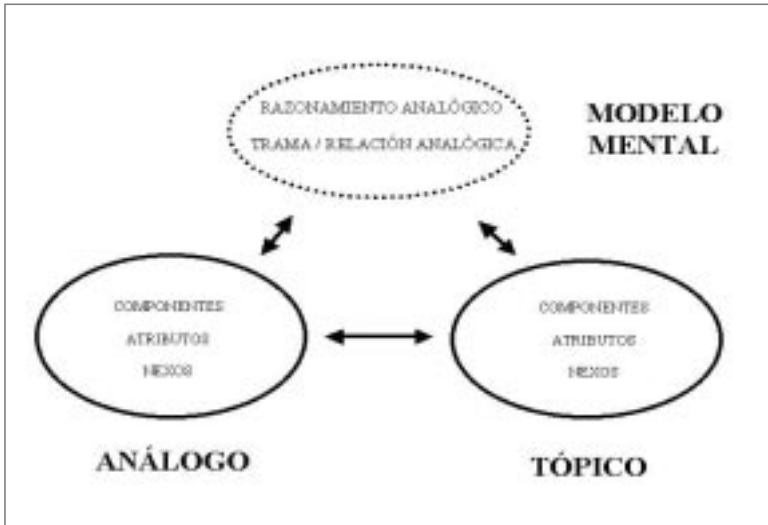 RAZONAMIENTO ANALÓGICO
TRAMA / RELACIÓN ANALÓGICA
MODELO
MENTAL
COMPONENTES
ATRIBUTOS
NEXOS
COMPONENTES
ATRIBUTOS
NEXOS
ANÁLOGO
TÓPICO